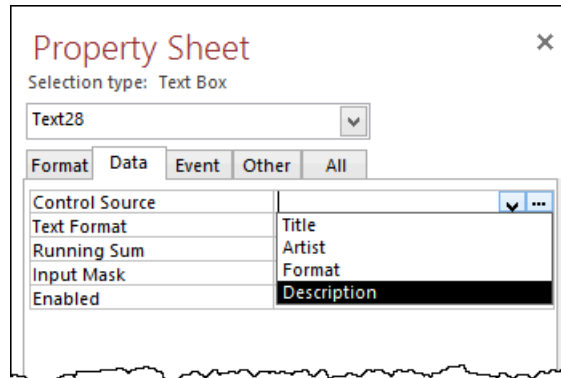 Property Sheet
Selection type: Text Box
Text28
Format Data Event Other All
Control Source
Text Format Title
Running Sum Artist
Input Mask Format
Enabled Description